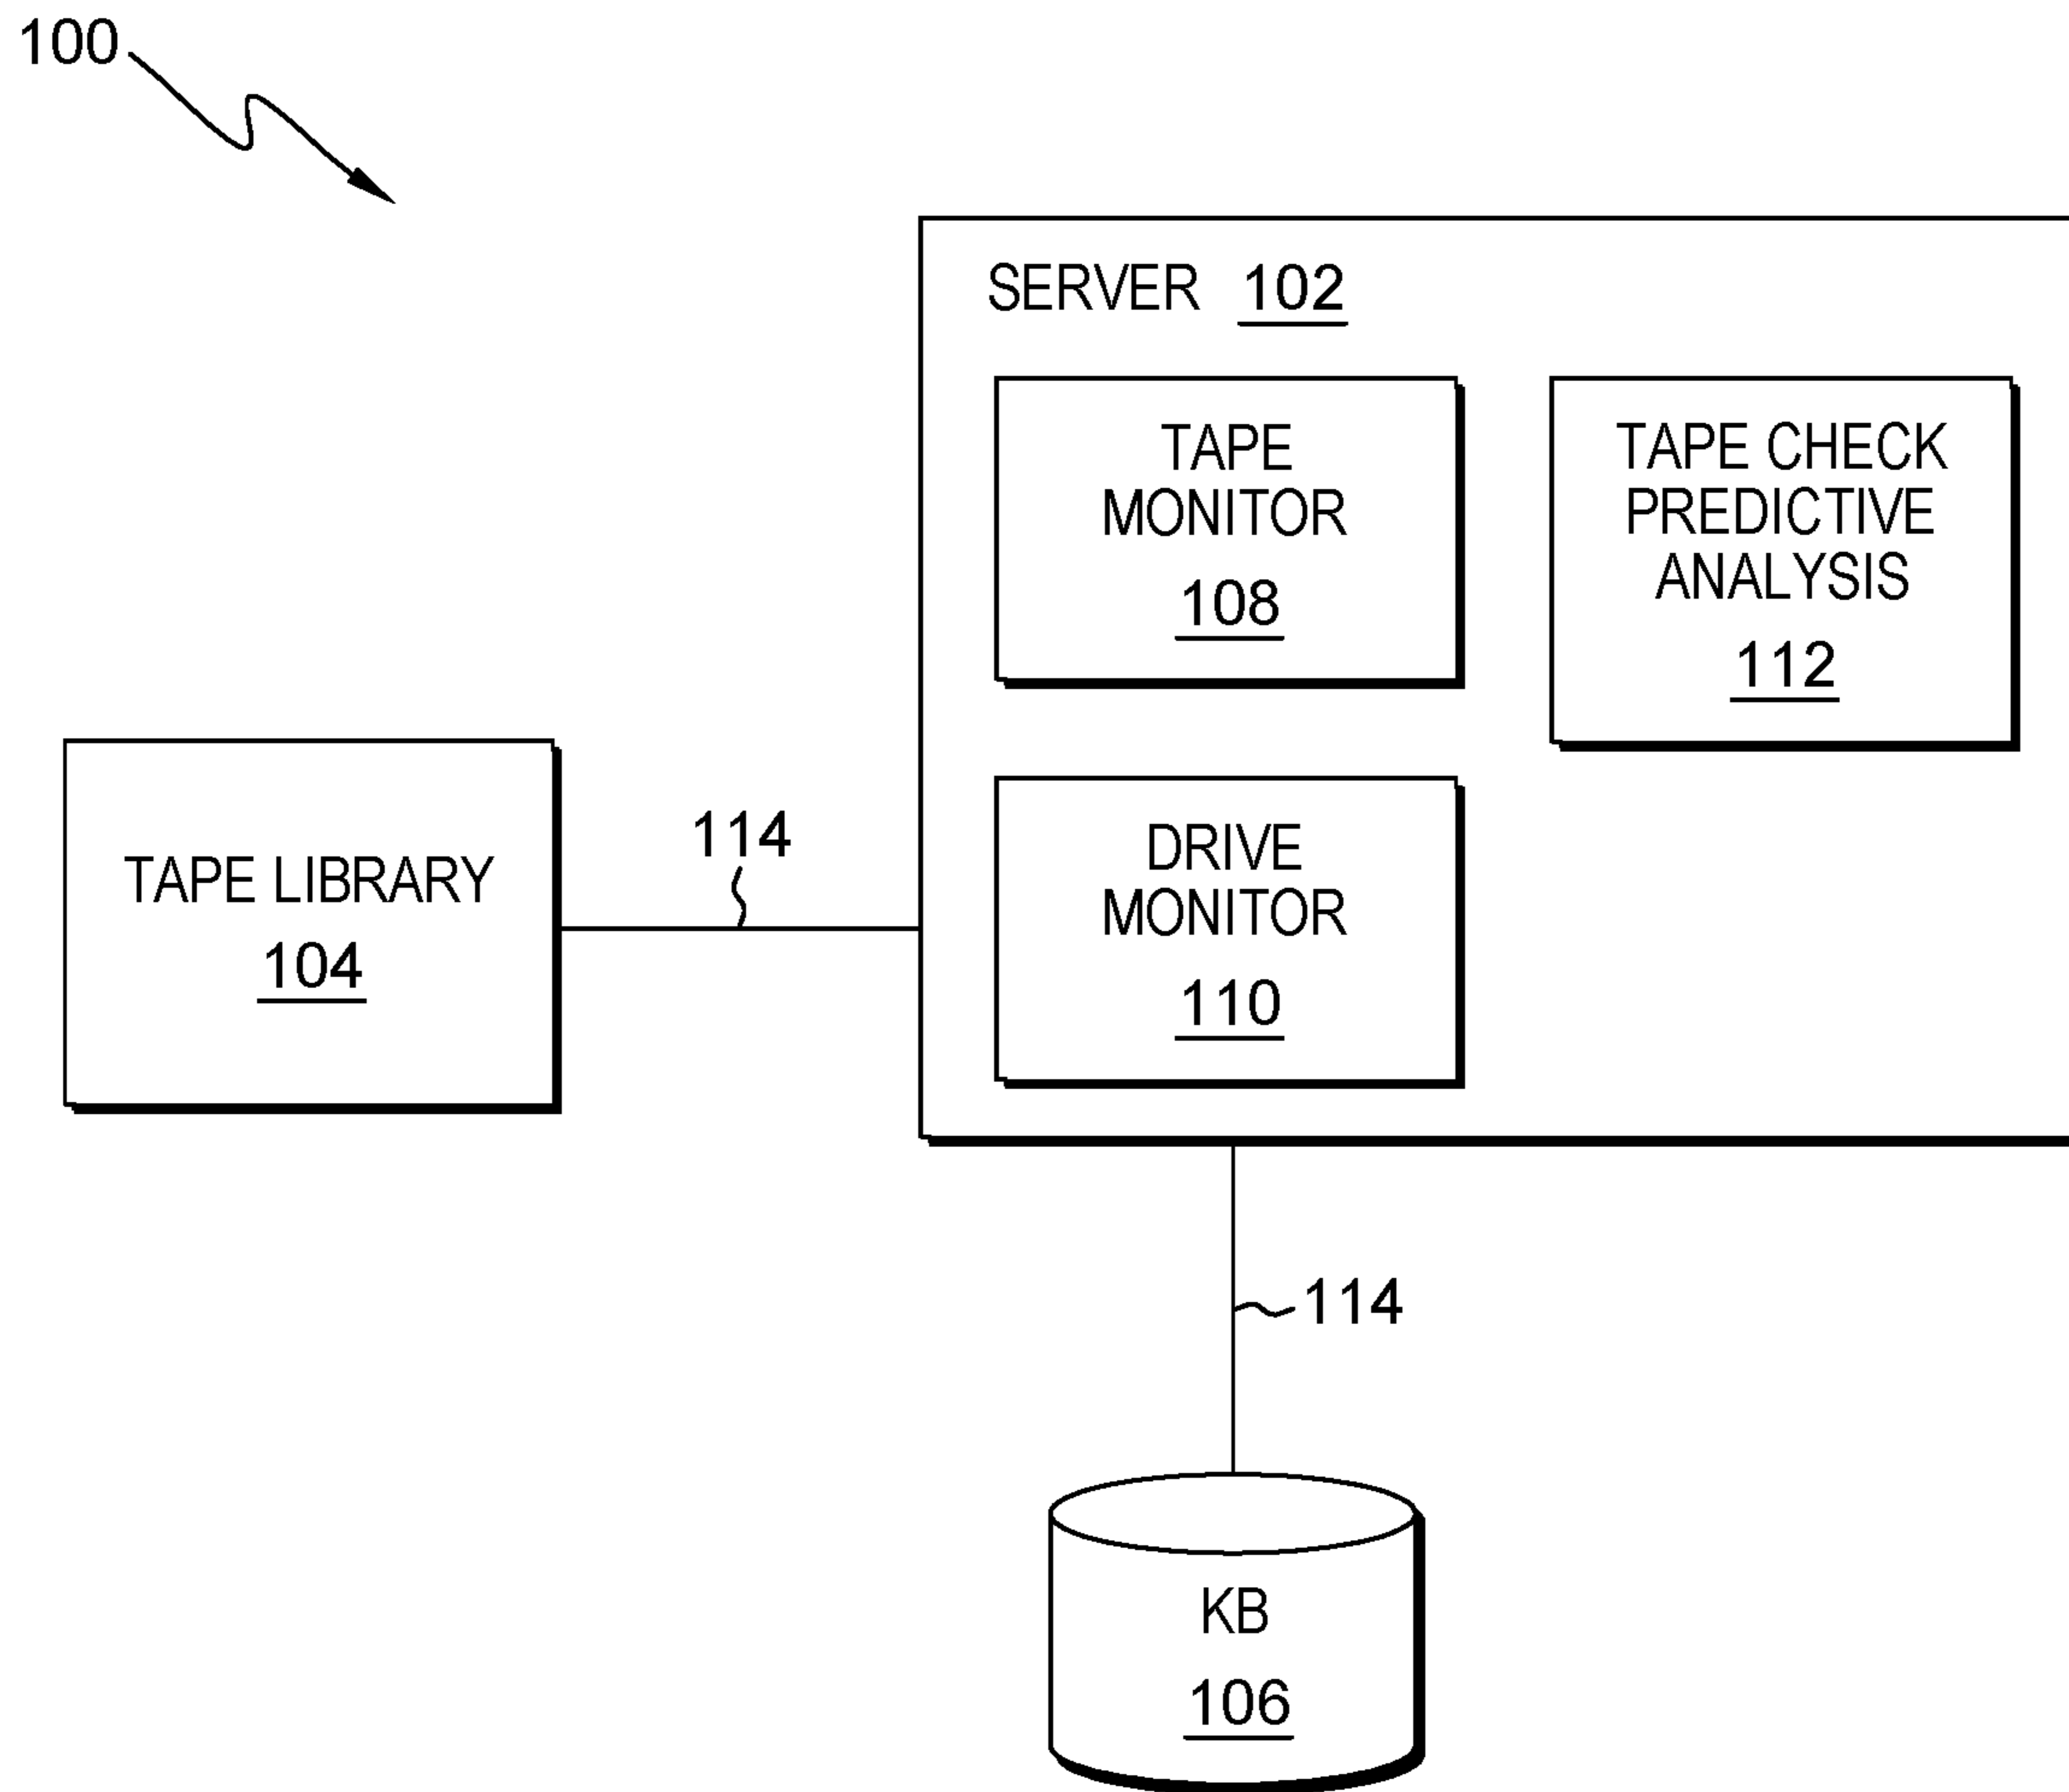 100
SERVER 102
TAPE
MONITOR
108
TAPE CHECK
PREDICTIVE
ANALYSIS
112
TAPE LIBRARY
104
114
DRIVE
MONITOR
110
114
KB
106